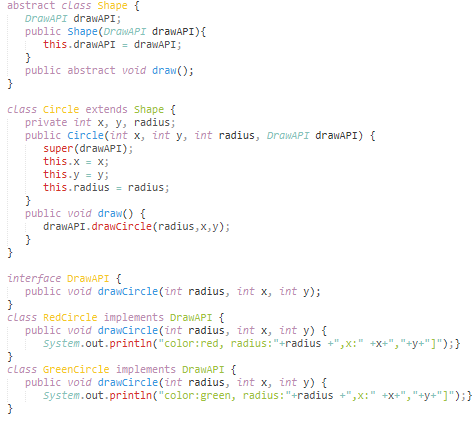 abstract class Shape {
DrawAPI drawAPI;
public Shape(DrawAPI drawAPI){
this.drawAPI = drawAPI;
}
public abstract void draw();
}
class Circle extends Shape {
private int x, y, radius;
public Circle(int x, int y, int radius, DrawAPI drawAPI) {
super(drawAPI);
this.x = x;
this.y = y;
this.radius = radius;
}
public void draw() {
drawAPI.drawCircle(radius,x,y);
}
}
interface DrawAPI {
public void drawCircle(int radius, int x, int y);
}
class RedCircle implements DrawAPI {
public void drawCircle(int radius, int x, int y) {
System.out.println("color:red, radius:"+radius +",x:" +x+","+y+"]");}
}
class GreenCircle implements DrawAPI {
public void drawCircle(int radius, int x, int y) {
System.out.println("color:green, radius:"+radius +",x:" +x+","+y+"]");}
}